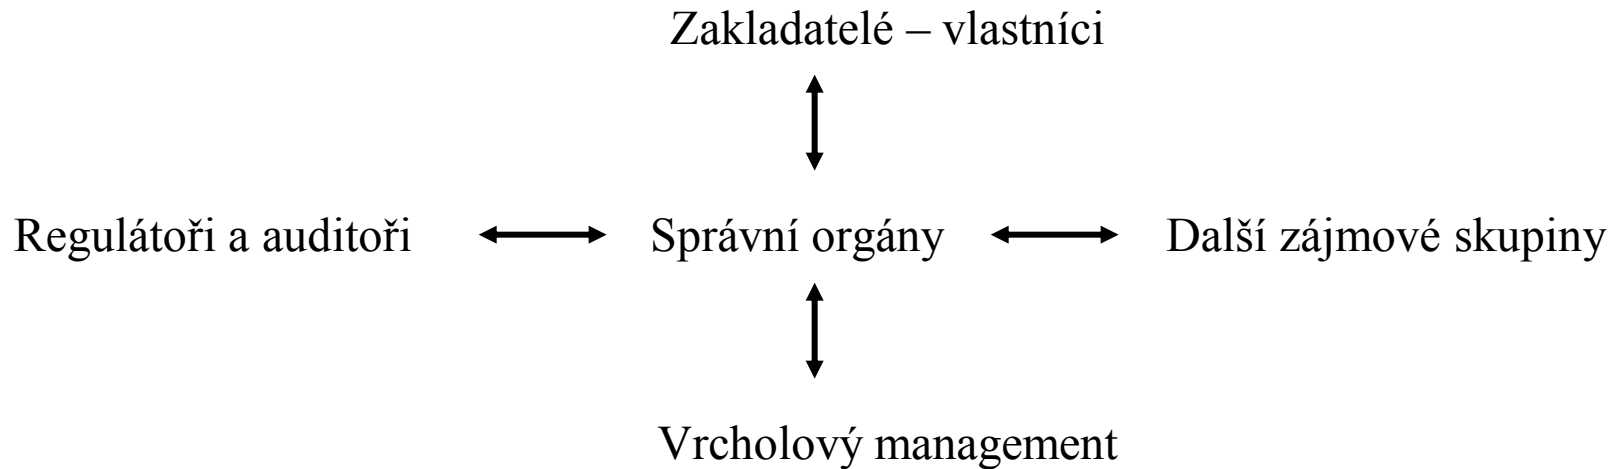 Zakladatelé – vlastníci
Regulátoři a auditoři
Správní orgány
Další zájmové skupiny
Vrcholový management